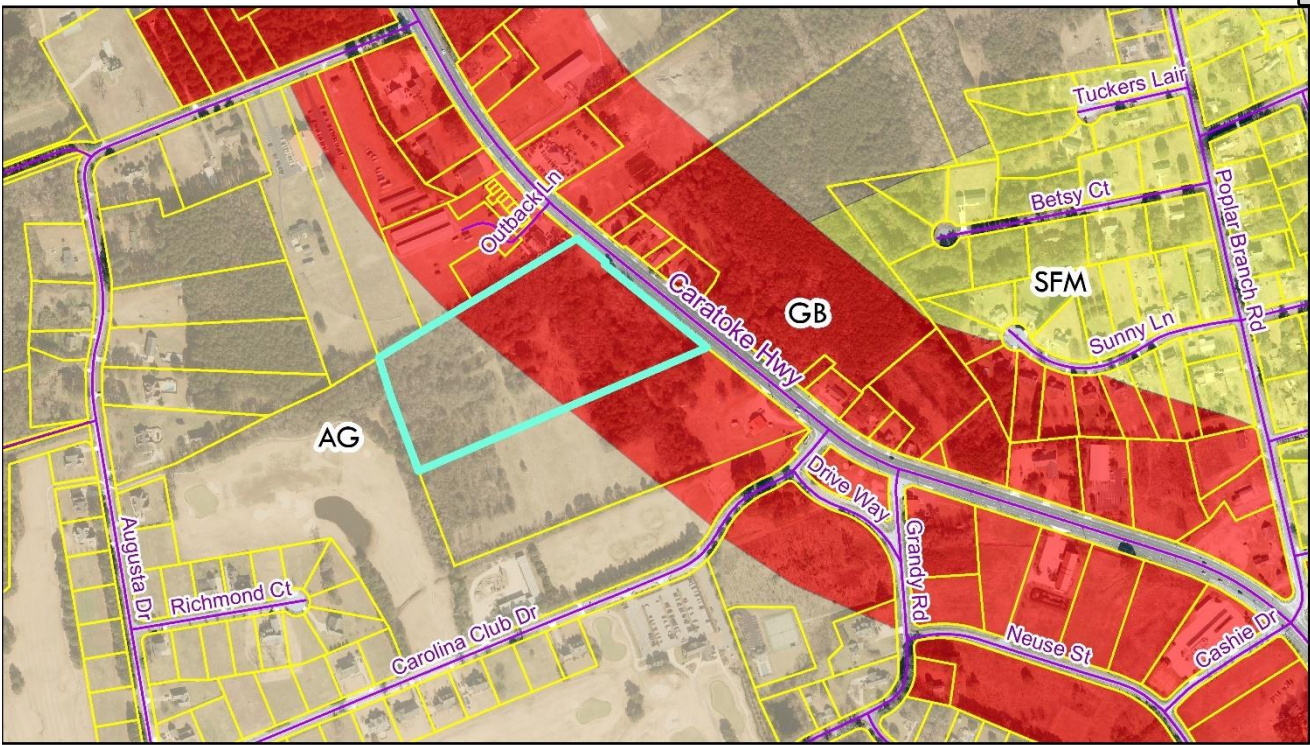 Tuckers Lair
Betsy Ct
Poplar Branch Rd
Outback Ln
SFM
Caratoke Hwy
GB
Sunny Ln
AG
Drive Way
Augusta Dr
Grandy Rd
Richmond Ct
Carolina Club Dr
Neuse St
Cashie Dr